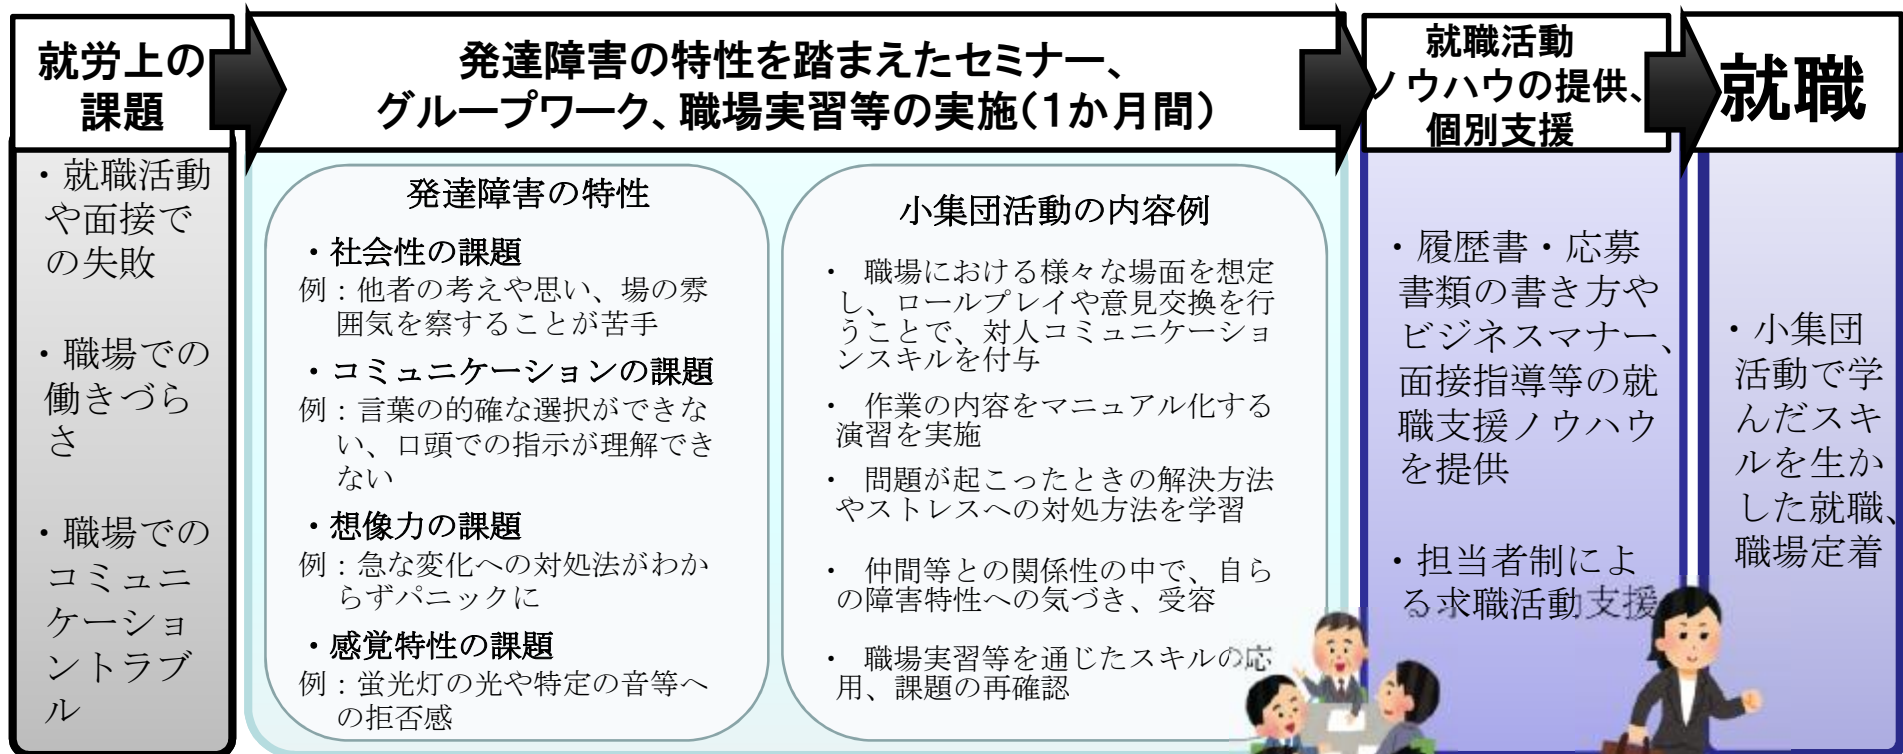 就労上の
課題
・就職活動
や面接で
の失敗
・職場での
働きづら
さ
・職場での
コミュニ
ケーショ
ントラブ
ル
発達障害の特性を踏まえたセミナー、
グループワーク、職場実習等の実施（１か月間）
発達障害の特性
・社会性の課題
例：他者の考えや思い、場の雰
囲気を察することが苦手
・コミュニケーションの課題
例：言葉の的確な選択ができな
い、口頭での指示が理解でき
ない
・想像力の課題
例：急な変化への対処法がわか
らずパニックに
・感覚特性の課題
例：蛍光灯の光や特定の音等へ
の拒否感
小集団活動の内容例
・ 職場における様々な場面を想定
し、ロールプレイや意見交換を行
うことで、対人コミュニケーショ
ンスキルを付与
・ 作業の内容をマニュアル化する
演習を実施
・ 問題が起こったときの解決方法
やストレスへの対処方法を学習
・ 仲間等との関係性の中で、自ら
の障害特性への気づき、受容
・ 職場実習等を通じたスキルの応
用、課題の再確認
就職活動
ノウハウの提供、
個別支援
・履歴書・応募
書類の書き方や
ビジネスマナー、
面接指導等の就
職支援ノウハウ
を提供
・担当者制によ
る求職活動支援
就職
・小集団
活動で学
んだスキ
ルを生か
した就職、
職場定着